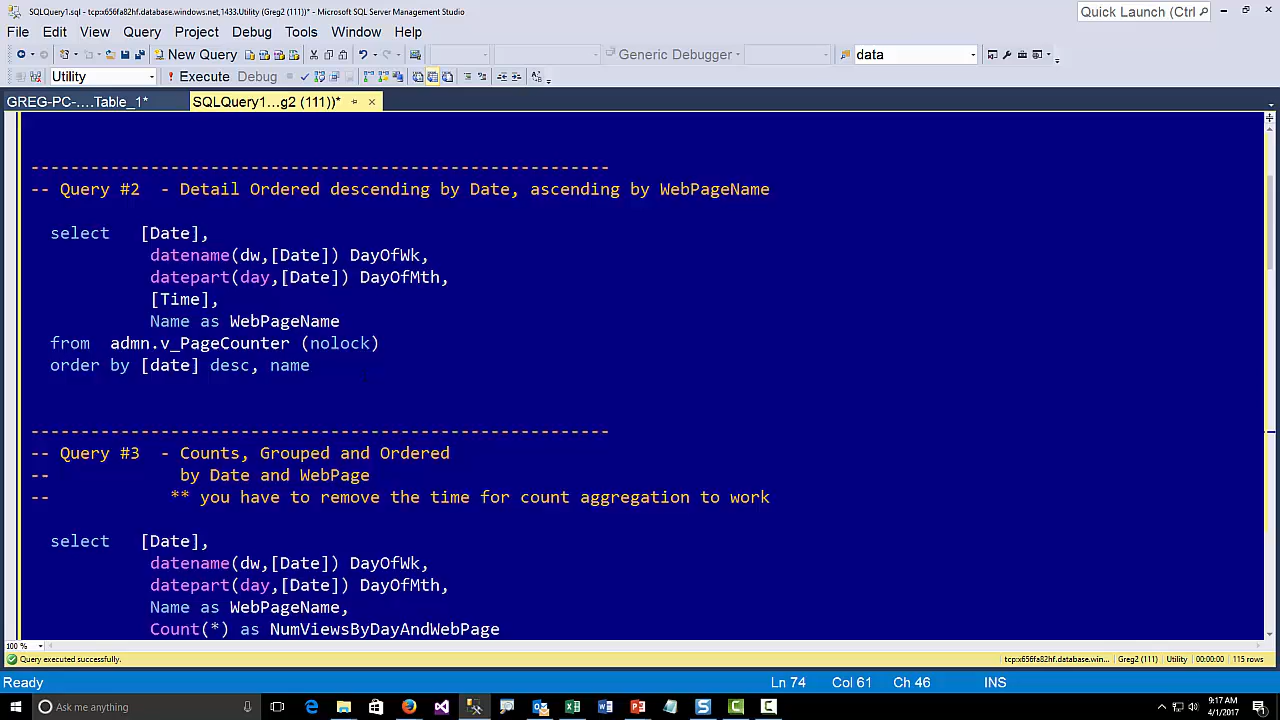 SQLQuery1.sql - tcp:x656fa82hf.database.windows.net,1433.Utility (Greg2 (111))* - Microsoft SQL Server Management Studio
Quick Launch (Ctrl
File Edit View Query Project Debug Tools Window Help
New Query
Generic Debugger
data
Utility
Execute Debug
GREG-PC-....Table_1*
SQLQuery1...g2 (111))*
------------------------------------------------------------
-- Query #2 - Detail Ordered descending by Date, ascending by WebPageName
select [Date],
datename(dw,[Date]) DayOfWk,
datepart(day,[Date]) DayOfMth,
[Time],
Name as WebPageName
from admn.v_PageCounter (nolock)
order by [date] desc, name
------------------------------------------------------------
-- Query #3 - Counts, Grouped and Ordered
-- by Date and WebPage
-- ** you have to remove the time for count aggregation to work
select [Date],
datename(dw,[Date]) DayOfWk,
datepart(day,[Date]) DayOfMth,
Name as WebPageName,
Count(*) as NumViewsByDayAndWebPage
100 %
Query executed successfully.
tcp:x656fa82hf.database.win... Greg2 (111) Utility 00:00:00 115 rows
Ready
Ln 74 Col 61 Ch 46 INS
Ask me anything
9:17 AM
4/1/2017